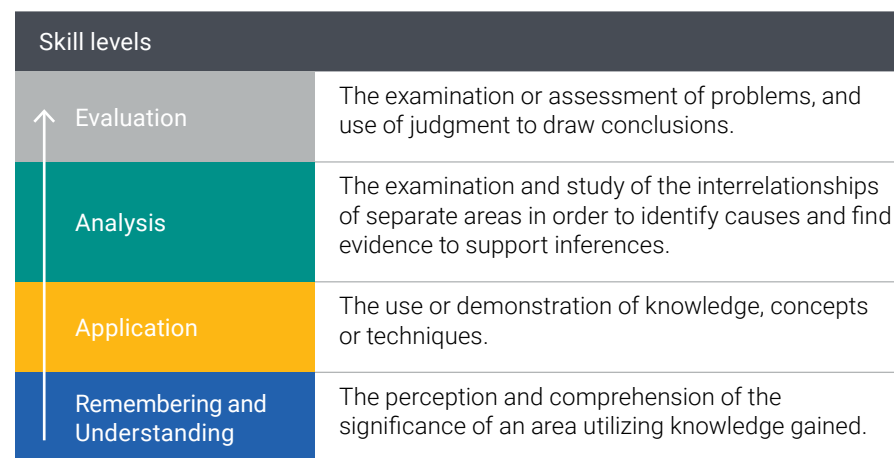 Skill levels
Evaluation
The examination or assessment of problems, and
use of judgment to draw conclusions.
Analysis
The examination and study of the interrelationships
of separate areas in order to identify causes and find
evidence to support inferences.
Application
The use or demonstration of knowledge, concepts
or techniques.
Remembering and
Understanding
The perception and comprehension of the
significance of an area utilizing knowledge gained.